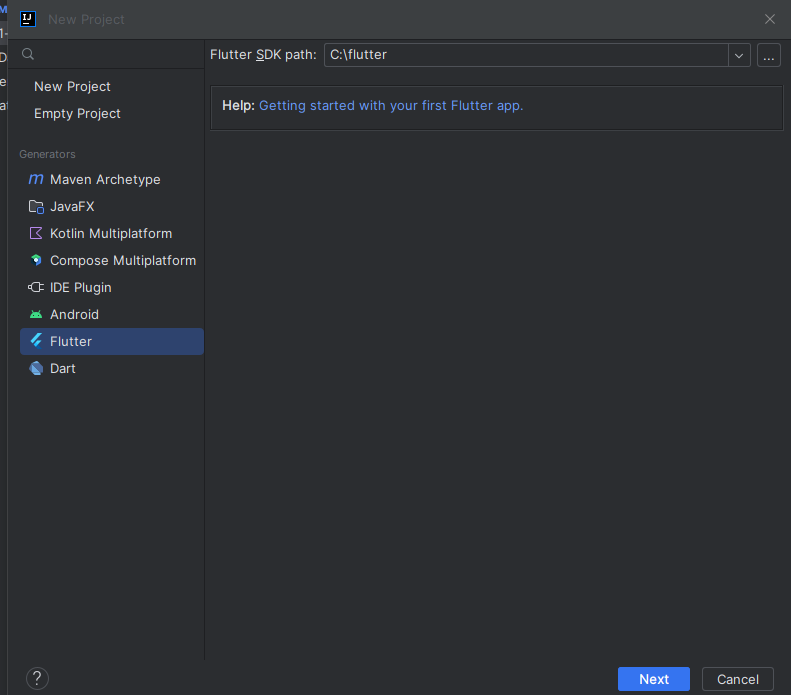 New Project
Flutter SDK path: C:\flutter ...
New Project
Help: Getting started with your first Flutter app.
Empty Project
Generators
Maven Archetype
JavaFX
Kotlin Multiplatform
Compose Multiplatform
IDE Plugin
Android
Flutter
Dart
? Next Cancel